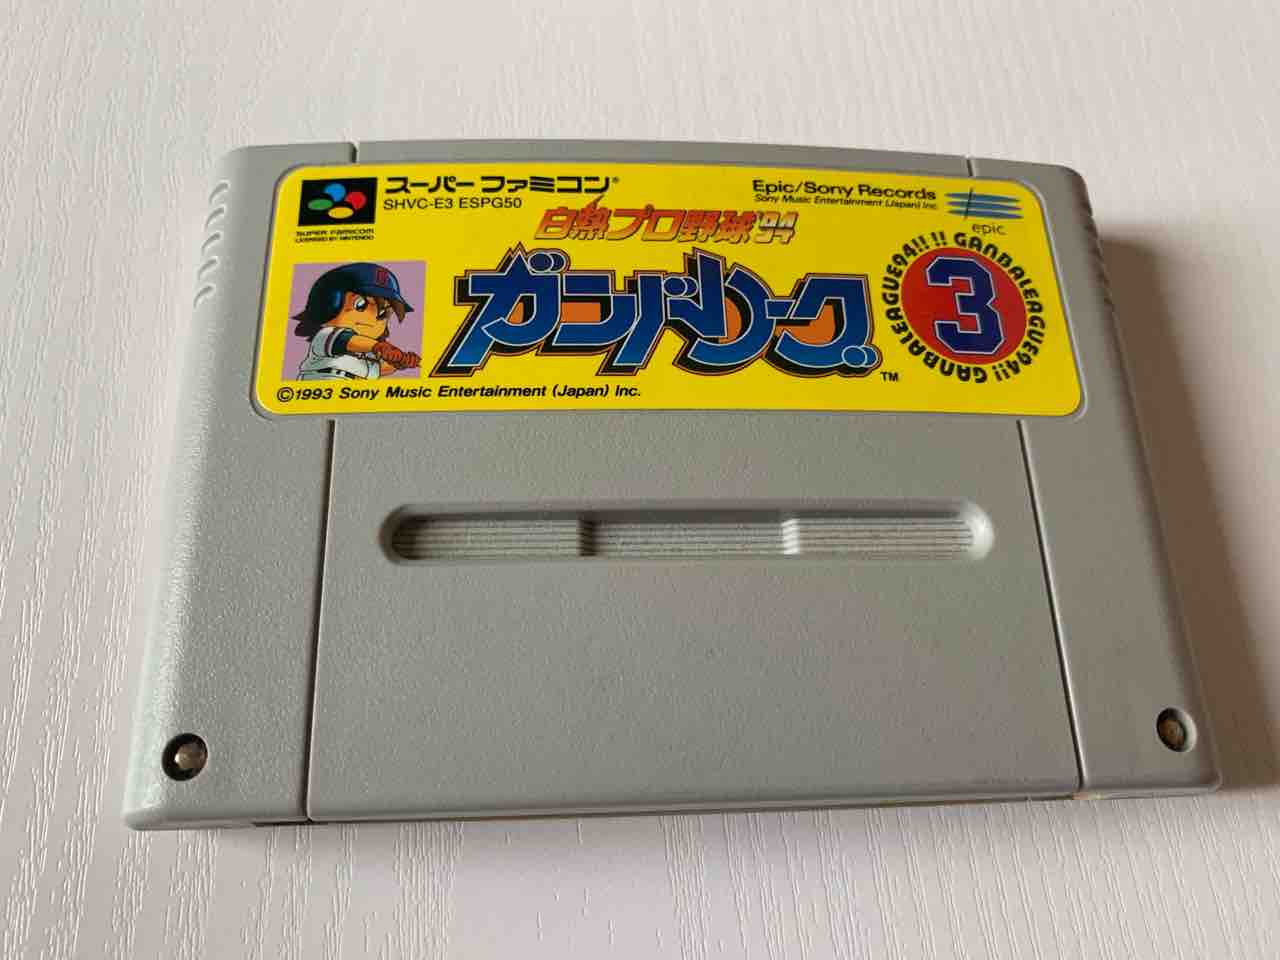 スーパーファミコン®
SHVC-E3 ESPG50
SUPER FAMICOM
LICENSED BY NINTENDO
Epic/Sony Records
Sony Music Entertainment (Japan) Inc.
epic
白熱プロ野球'94
ガンバリーグ
™
3
GANBALEAGUE94!! GANBALEAGUE94!!
©1993 Sony Music Entertainment (Japan) Inc.